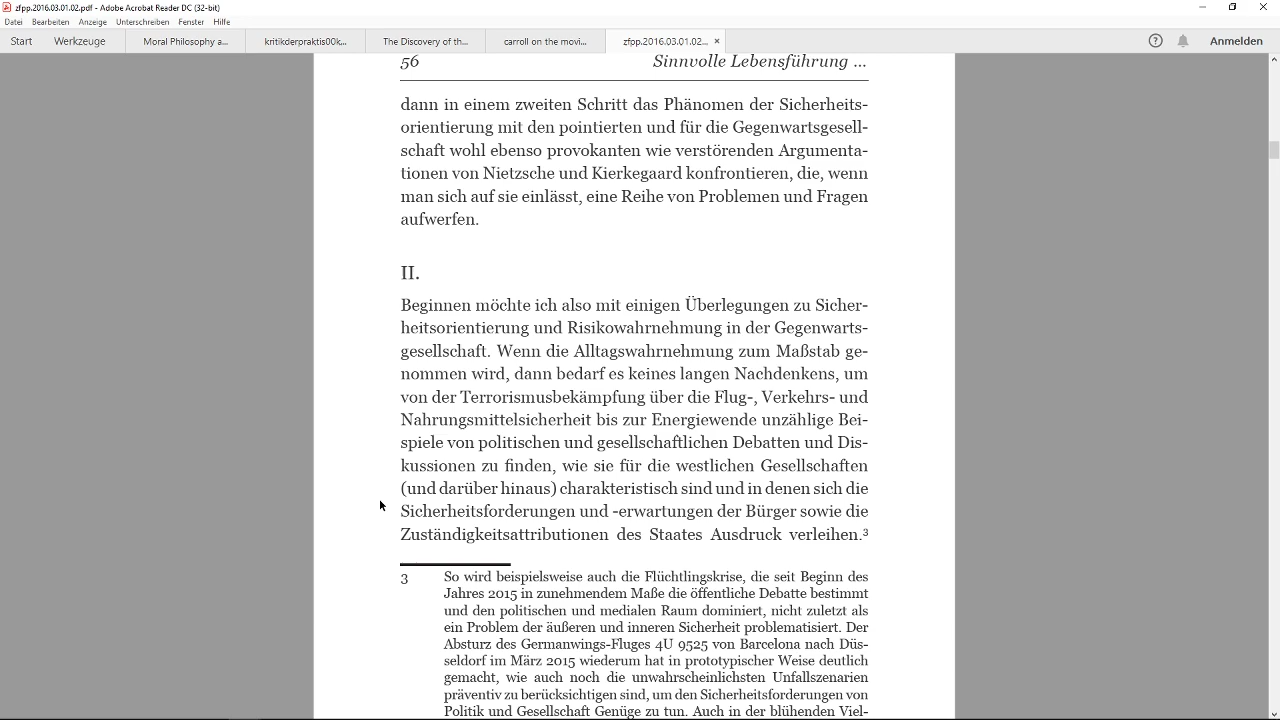 zfpp.2016.03.01.02.pdf - Adobe Acrobat Reader DC (32-bit)
Datei Bearbeiten Anzeige Unterschreiben Fenster Hilfe
Start Werkzeuge Moral Philosophy a... kritikderpraktis00k... The Discovery of th... carroll on the movi... zfpp.2016.03.01.02... × Anmelden
56 Sinnvolle Lebensführung ...
dann in einem zweiten Schritt das Phänomen der Sicherheits-
orientierung mit den pointierten und für die Gegenwartsgesell-
schaft wohl ebenso provokanten wie verstörenden Argumenta-
tionen von Nietzsche und Kierkegaard konfrontieren, die, wenn
man sich auf sie einlässt, eine Reihe von Problemen und Fragen
aufwerfen.
II.
Beginnen möchte ich also mit einigen Überlegungen zu Sicher-
heitsorientierung und Risikowahrnehmung in der Gegenwarts-
gesellschaft. Wenn die Alltagswahrnehmung zum Maßstab ge-
nommen wird, dann bedarf es keines langen Nachdenkens, um
von der Terrorismusbekämpfung über die Flug-, Verkehrs- und
Nahrungsmittelsicherheit bis zur Energiewende unzählige Bei-
spiele von politischen und gesellschaftlichen Debatten und Dis-
kussionen zu finden, wie sie für die westlichen Gesellschaften
(und darüber hinaus) charakteristisch sind und in denen sich die
Sicherheitsforderungen und -erwartungen der Bürger sowie die
Zuständigkeitsattributionen des Staates Ausdruck verleihen.³
3 So wird beispielsweise auch die Flüchtlingskrise, die seit Beginn des
Jahres 2015 in zunehmendem Maße die öffentliche Debatte bestimmt
und den politischen und medialen Raum dominiert, nicht zuletzt als
ein Problem der äußeren und inneren Sicherheit problematisiert. Der
Absturz des Germanwings-Fluges 4U 9525 von Barcelona nach Düs-
seldorf im März 2015 wiederum hat in prototypischer Weise deutlich
gemacht, wie auch noch die unwahrscheinlichsten Unfallszenarien
präventiv zu berücksichtigen sind, um den Sicherheitsforderungen von
Politik und Gesellschaft Genüge zu tun. Auch in der blühenden Viel-